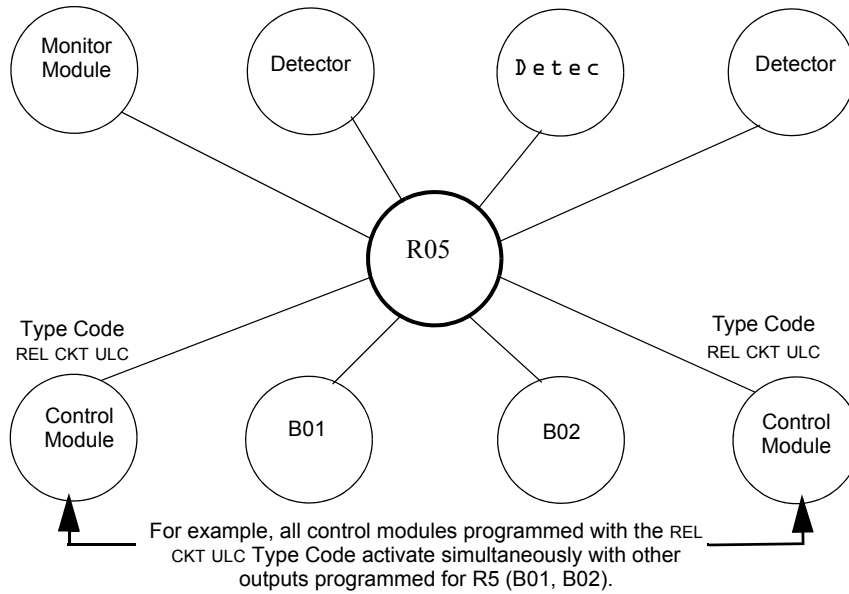 Monitor
Module
Detector
Detec
Detector
R05
Type Code
REL CKT ULC
Type Code
REL CKT ULC
Control
Module
B01
B02
Control
Module
For example, all control modules programmed with the REL
CKT ULC Type Code activate simultaneously with other
outputs programmed for R5 (B01, B02).